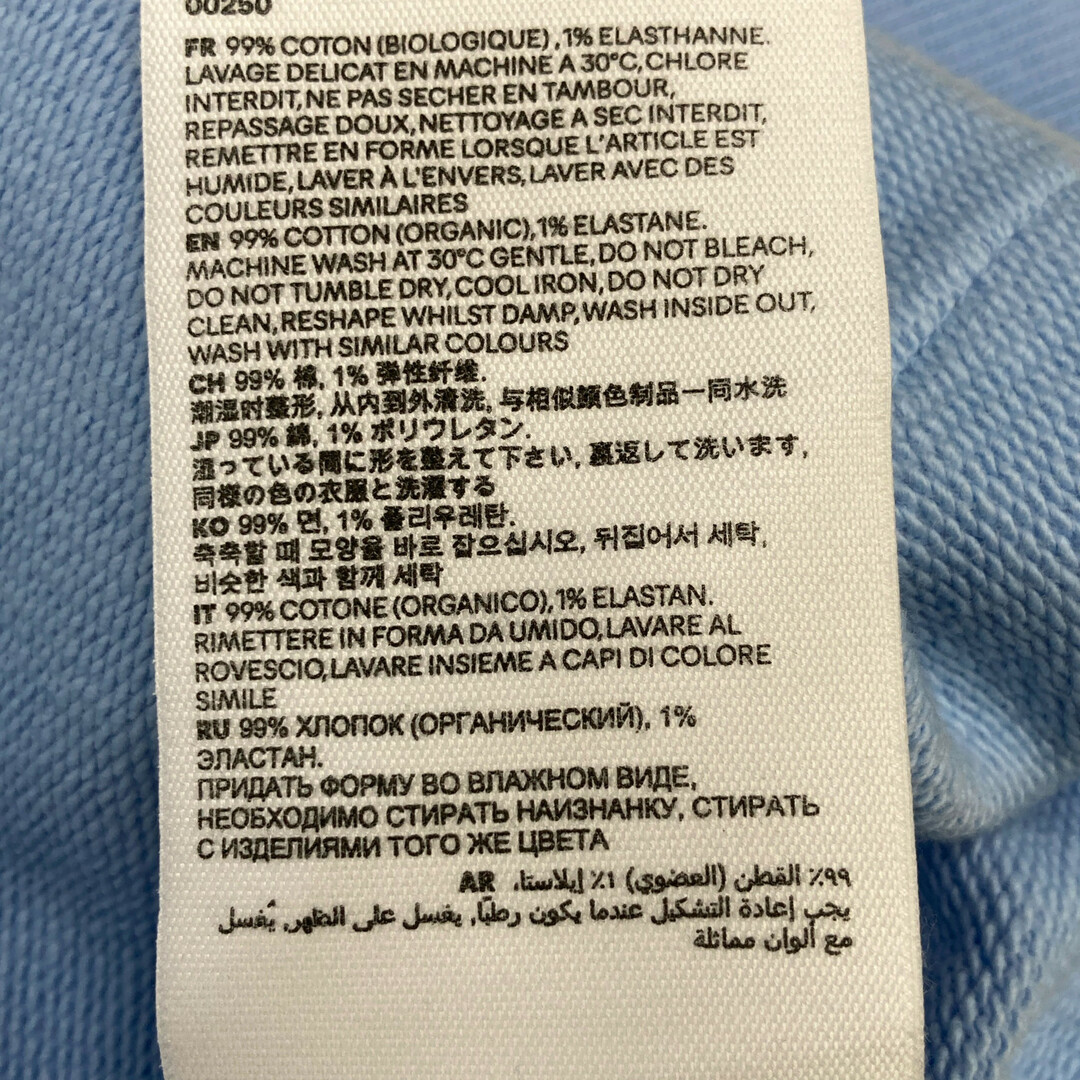 00250
FR 99% COTON (BIOLOGIQUE) ,1% ELASTHANNE.
LAVAGE DELICAT EN MACHINE A 30°C,CHLORE
INTERDIT,NE PAS SECHER EN TAMBOUR,
REPASSAGE DOUX,NETTOYAGE A SEC INTERDIT,
REMETTRE EN FORME LORSQUE L'ARTICLE EST
HUMIDE,LAVER À L'ENVERS,LAVER AVEC DES
COULEURS SIMILAIRES
EN 99% COTTON (ORGANIC),1% ELASTANE.
MACHINE WASH AT 30°C GENTLE,DO NOT BLEACH,
DO NOT TUMBLE DRY,COOL IRON,DO NOT DRY
CLEAN,RESHAPE WHILST DAMP,WASH INSIDE OUT,
WASH WITH SIMILAR COLOURS
CH 99% 棉, 1% 弹性纤维.
潮湿时整形, 从内到外清洗, 与相似颜色制品一同水洗
JP 99% 綿, 1% ポリウレタン.
湿っている間に形を整えて下さい, 裏返して洗います,
同様の色の衣服と洗濯する
KO 99% 면, 1% 폴리우레탄.
축축할 때 모양을 바로 잡으십시오, 뒤집어서 세탁,
비슷한 색과 함께 세탁
IT 99% COTONE (ORGANICO),1% ELASTAN.
RIMETTERE IN FORMA DA UMIDO,LAVARE AL
ROVESCIO,LAVARE INSIEME A CAPI DI COLORE
SIMILE
RU 99% ХЛОПОК (ОРГАНИЧЕСКИЙ), 1%
ЭЛАСТАН.
ПРИДАТЬ ФОРМУ ВО ВЛАЖНОМ ВИДЕ,
НЕОБХОДИМО СТИРАТЬ НАИЗНАНКУ, СТИРАТЬ
С ИЗДЕЛИЯМИ ТОГО ЖЕ ЦВЕТА
٩٩٪ القطن (العضوي) ١٪ إيلاستا، AR
يجب إعادة التشكيل عندما يكون رطبًا, يغسل على الظهر, يُغسل
مع ألوان مماثلة